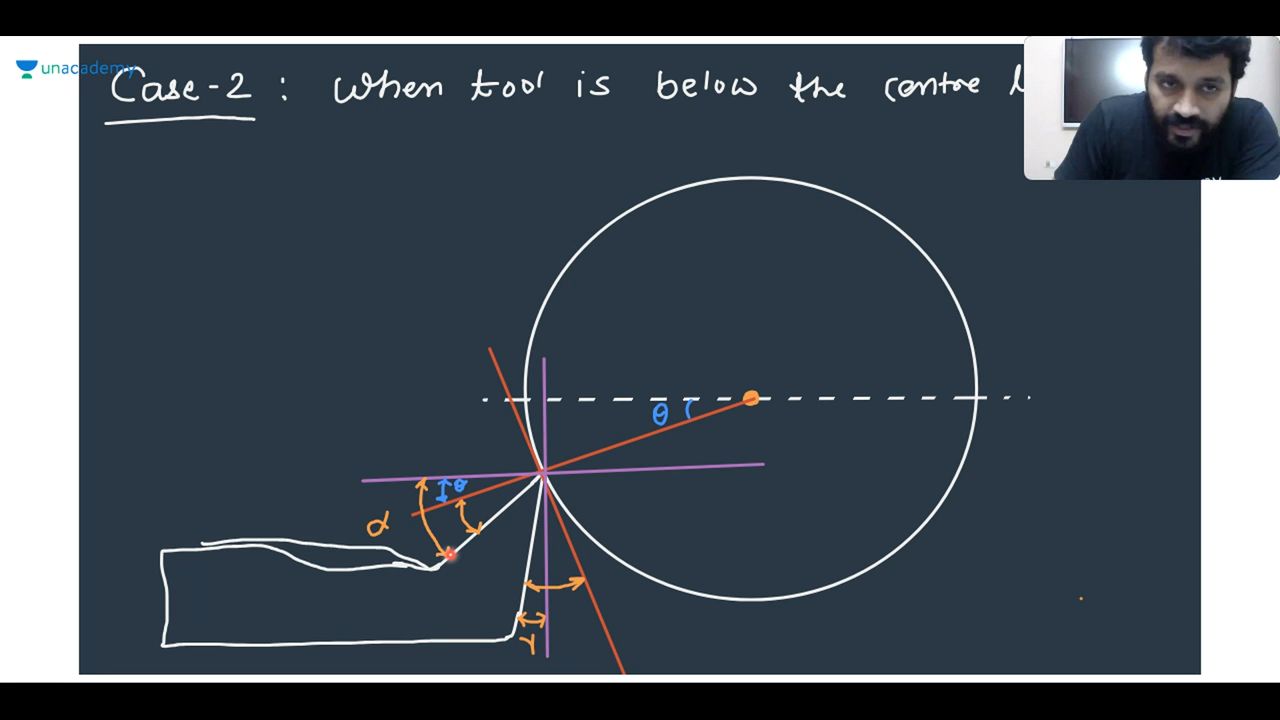 unacademy
Case-2 : When tool is below the centre
θ
θ
α
γ